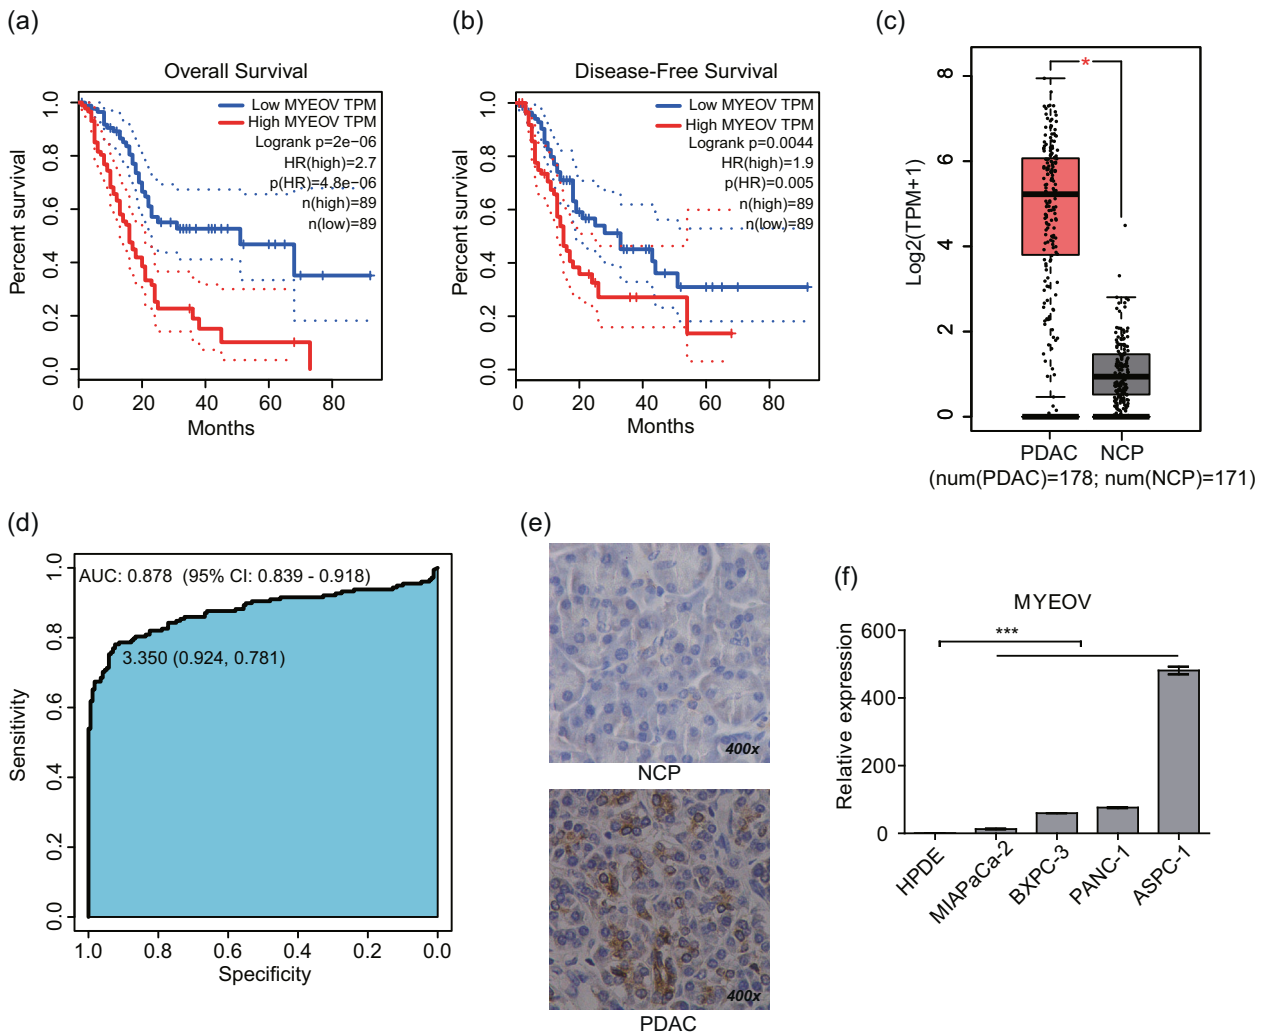 (a)
Overall Survival
Low MYEOV TPM
High MYEOV TPM
Logrank p=2e−06
HR(high)=2.7
p(HR)=4.8e−06
n(high)=89
n(low)=89
Percent survival
1.0
0.8
0.6
0.4
0.2
0.0
0 20 40 60 80
Months
(b)
Disease-Free Survival
Low MYEOV TPM
High MYEOV TPM
Logrank p=0.0044
HR(high)=1.9
p(HR)=0.005
n(high)=89
n(low)=89
Percent survival
1.0
0.8
0.6
0.4
0.2
0.0
0 20 40 60 80
Months
(c)
*
Log2(TPM+1)
8
6
4
2
0
PDAC NCP
(num(PDAC)=178; num(NCP)=171)
(d)
AUC: 0.878 (95% CI: 0.839 - 0.918)
3.350 (0.924, 0.781)
Sensitivity
1.0
0.8
0.6
0.4
0.2
0.0
1.0 0.8 0.6 0.4 0.2 0.0
Specificity
(e)
400x
NCP
400x
PDAC
(f)
MYEOV
***
Relative expression
600
400
200
0
HPDE
MIAPaCa-2
BXPC-3
PANC-1
ASPC-1